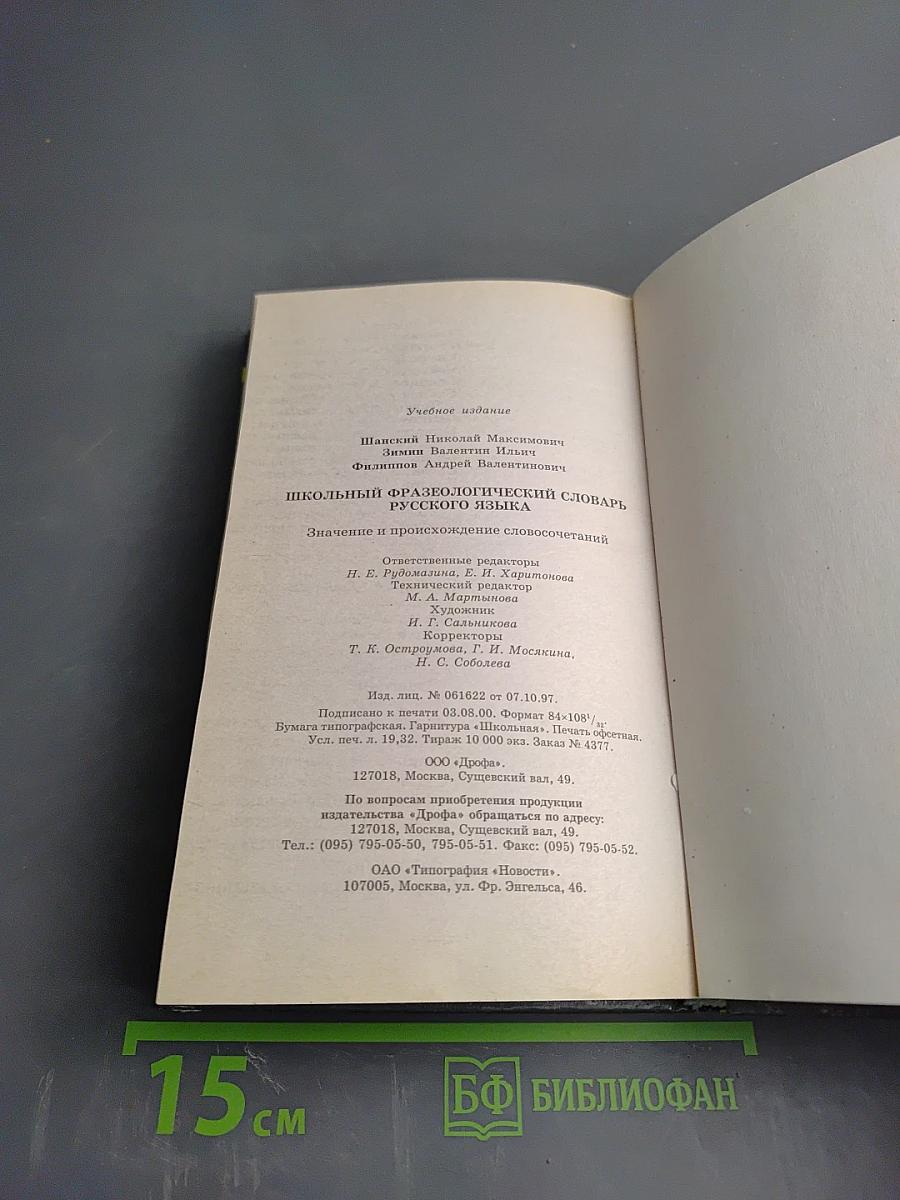 Учебное издание
Шанский Николай Максимович
Зимин Валентин Ильич
Филиппов Андрей Валентинович
ШКОЛЬНЫЙ ФРАЗЕОЛОГИЧЕСКИЙ СЛОВАРЬ
РУССКОГО ЯЗЫКА
Значение и происхождение словосочетаний
Ответственные редакторы
Н. Е. Рудомазина, Е. И. Харитонова
Технический редактор
М. А. Мартынова
Художник
И. Г. Сальникова
Корректоры
Т. К. Остроумова, Г. И. Мосякина,
Н. С. Соболева
Изд. лиц. № 061622 от 07.10.97.
Подписано к печати 03.08.00. Формат 84×108¹/₃₂.
Бумага типографская. Гарнитура «Школьная». Печать офсетная.
Усл. печ. л. 19,32. Тираж 10 000 экз. Заказ № 4377.
ООО «Дрофа».
127018, Москва, Сущевский вал, 49.
По вопросам приобретения продукции
издательства «Дрофа» обращаться по адресу:
127018, Москва, Сущевский вал, 49.
Тел.: (095) 795-05-50, 795-05-51. Факс: (095) 795-05-52.
ОАО «Типография «Новости».
107005, Москва, ул. Фр. Энгельса, 46.
15 см
БФ БИБЛИОФАН